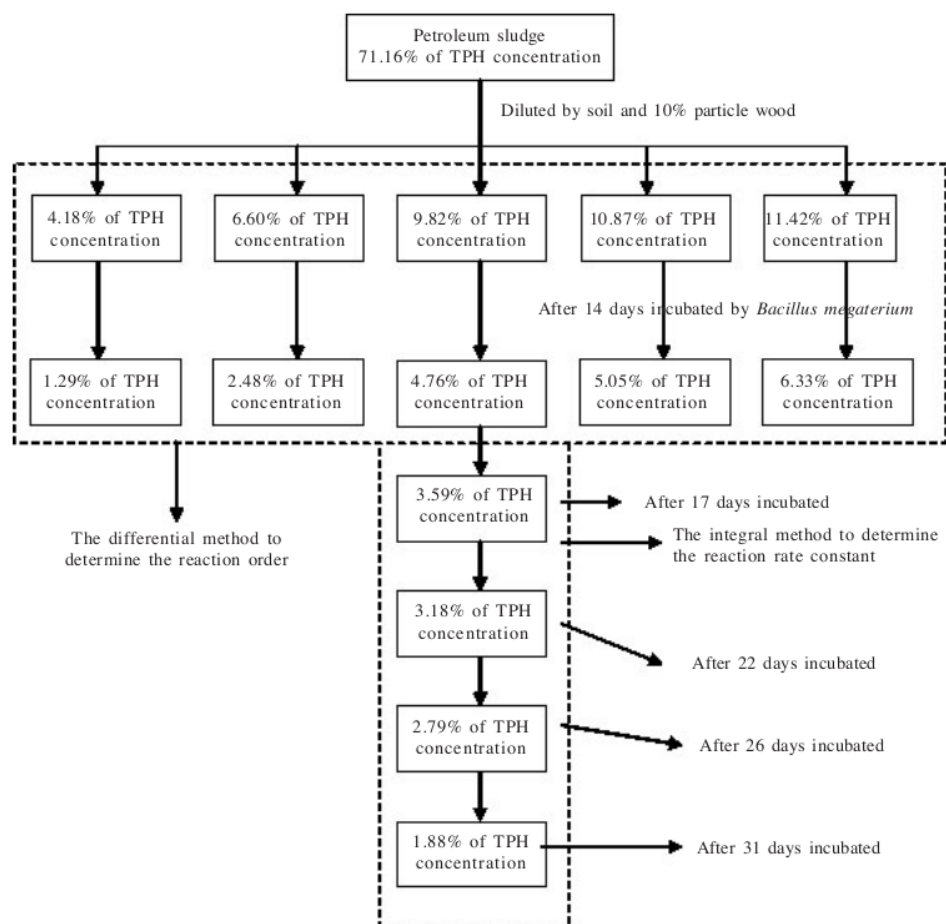 Petroleum sludge
71.16% of TPH concentration
Diluted by soil and 10% particle wood
4.18% of TPH
concentration
6.60% of TPH
concentration
9.82% of TPH
concentration
10.87% of TPH
concentration
11.42% of TPH
concentration
After 14 days incubated by Bacillus megaterium
1.29% of TPH
concentration
2.48% of TPH
concentration
4.76% of TPH
concentration
5.05% of TPH
concentration
6.33% of TPH
concentration
3.59% of TPH
concentration
After 17 days incubated
The differential method to
determine the reaction order
The integral method to determine
the reaction rate constant
3.18% of TPH
concentration
After 22 days incubated
2.79% of TPH
concentration
After 26 days incubated
1.88% of TPH
concentration
After 31 days incubated